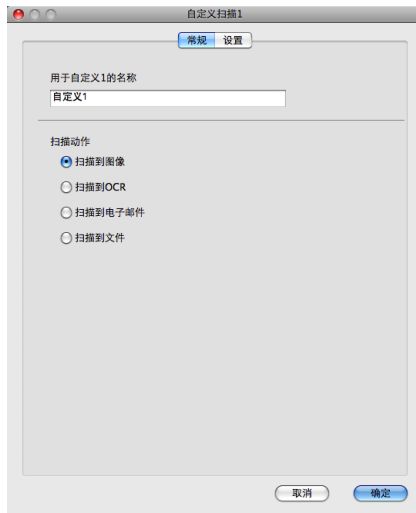 自定义扫描1
常规 设置
用于自定义1的名称
自定义1
扫描动作
扫描到图像
扫描到OCR
扫描到电子邮件
扫描到文件
取消 确定